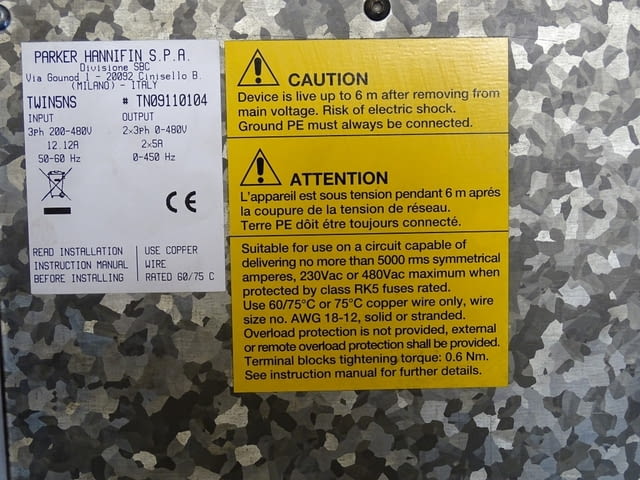 PARKER HANNIFIN S.P.A.
Divisione SBC
Via Gounod 1 - 20092 Cinisello B.
(MILANO) - ITALY
TWIN5NS # TN09110104
INPUT OUTPUT
3ph 200-480V 2x3ph 0-480V
12.12A 2x5A
50-60 Hz 0-450 Hz
CE
READ INSTALLATION
INSTRUCTION MANUAL
BEFORE INSTALLING
USE COPPER
WIRE
RATED 60/75 C
CAUTION
Device is live up to 6 m after removing from
main voltage. Risk of electric shock.
Ground PE must always be connected.
ATTENTION
L'appareil est sous tension pendant 6 m aprés
la coupure de la tension de réseau.
Terre PE dôit étre toujours connecté.
Suitable for use on a circuit capable of
delivering no more than 5000 rms symmetrical
amperes, 230Vac or 480Vac maximum when
protected by class RK5 fuses rated.
Use 60/75°C or 75°C copper wire only, wire
size no. AWG 18-12, solid or stranded.
Overload protection is not provided, external
or remote overload protection shall be provided.
Terminal blocks tightening torque: 0.6 Nm.
See instruction manual for further details.